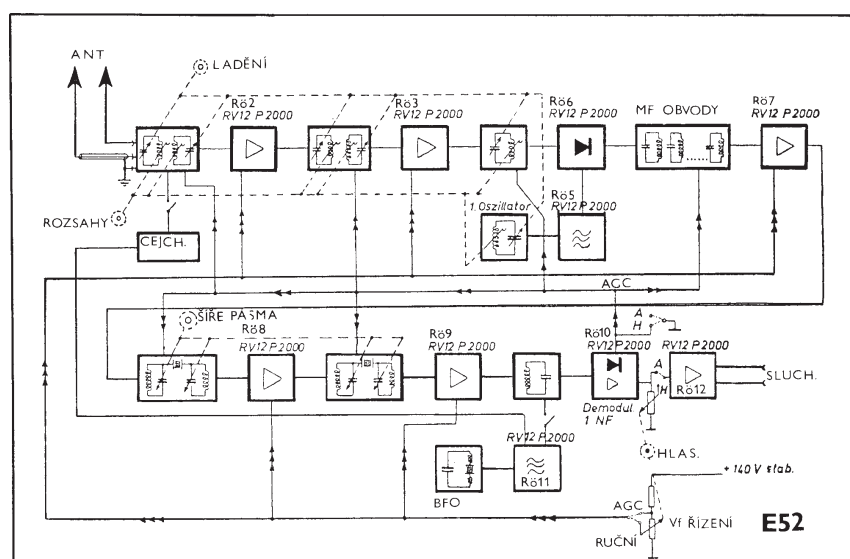 ANT
LADĚNÍ
Rö2
RV12 P2000
Rö3
RV12 P2000
Rö6
RV12 P2000
MF OBVODY
Rö7
RV12 P2000
ROZSAHY
CEJCH.
1. Oszillator
Rö5
RV12 P2000
AGC
ŠÍŘE PÁSMA
Rö8
RV12 P2000
Rö9
RV12 P2000
A
H
Rö10
RV12P2000
RV12 P2000
A
Rö12
SLUCH.
Demodul.
1 NF
H
HLAS.
RV12 P2000
Rö11
BFO
+ 140 V stab.
AGC
Vf ŘÍZENÍ
RUČNÍ
E52